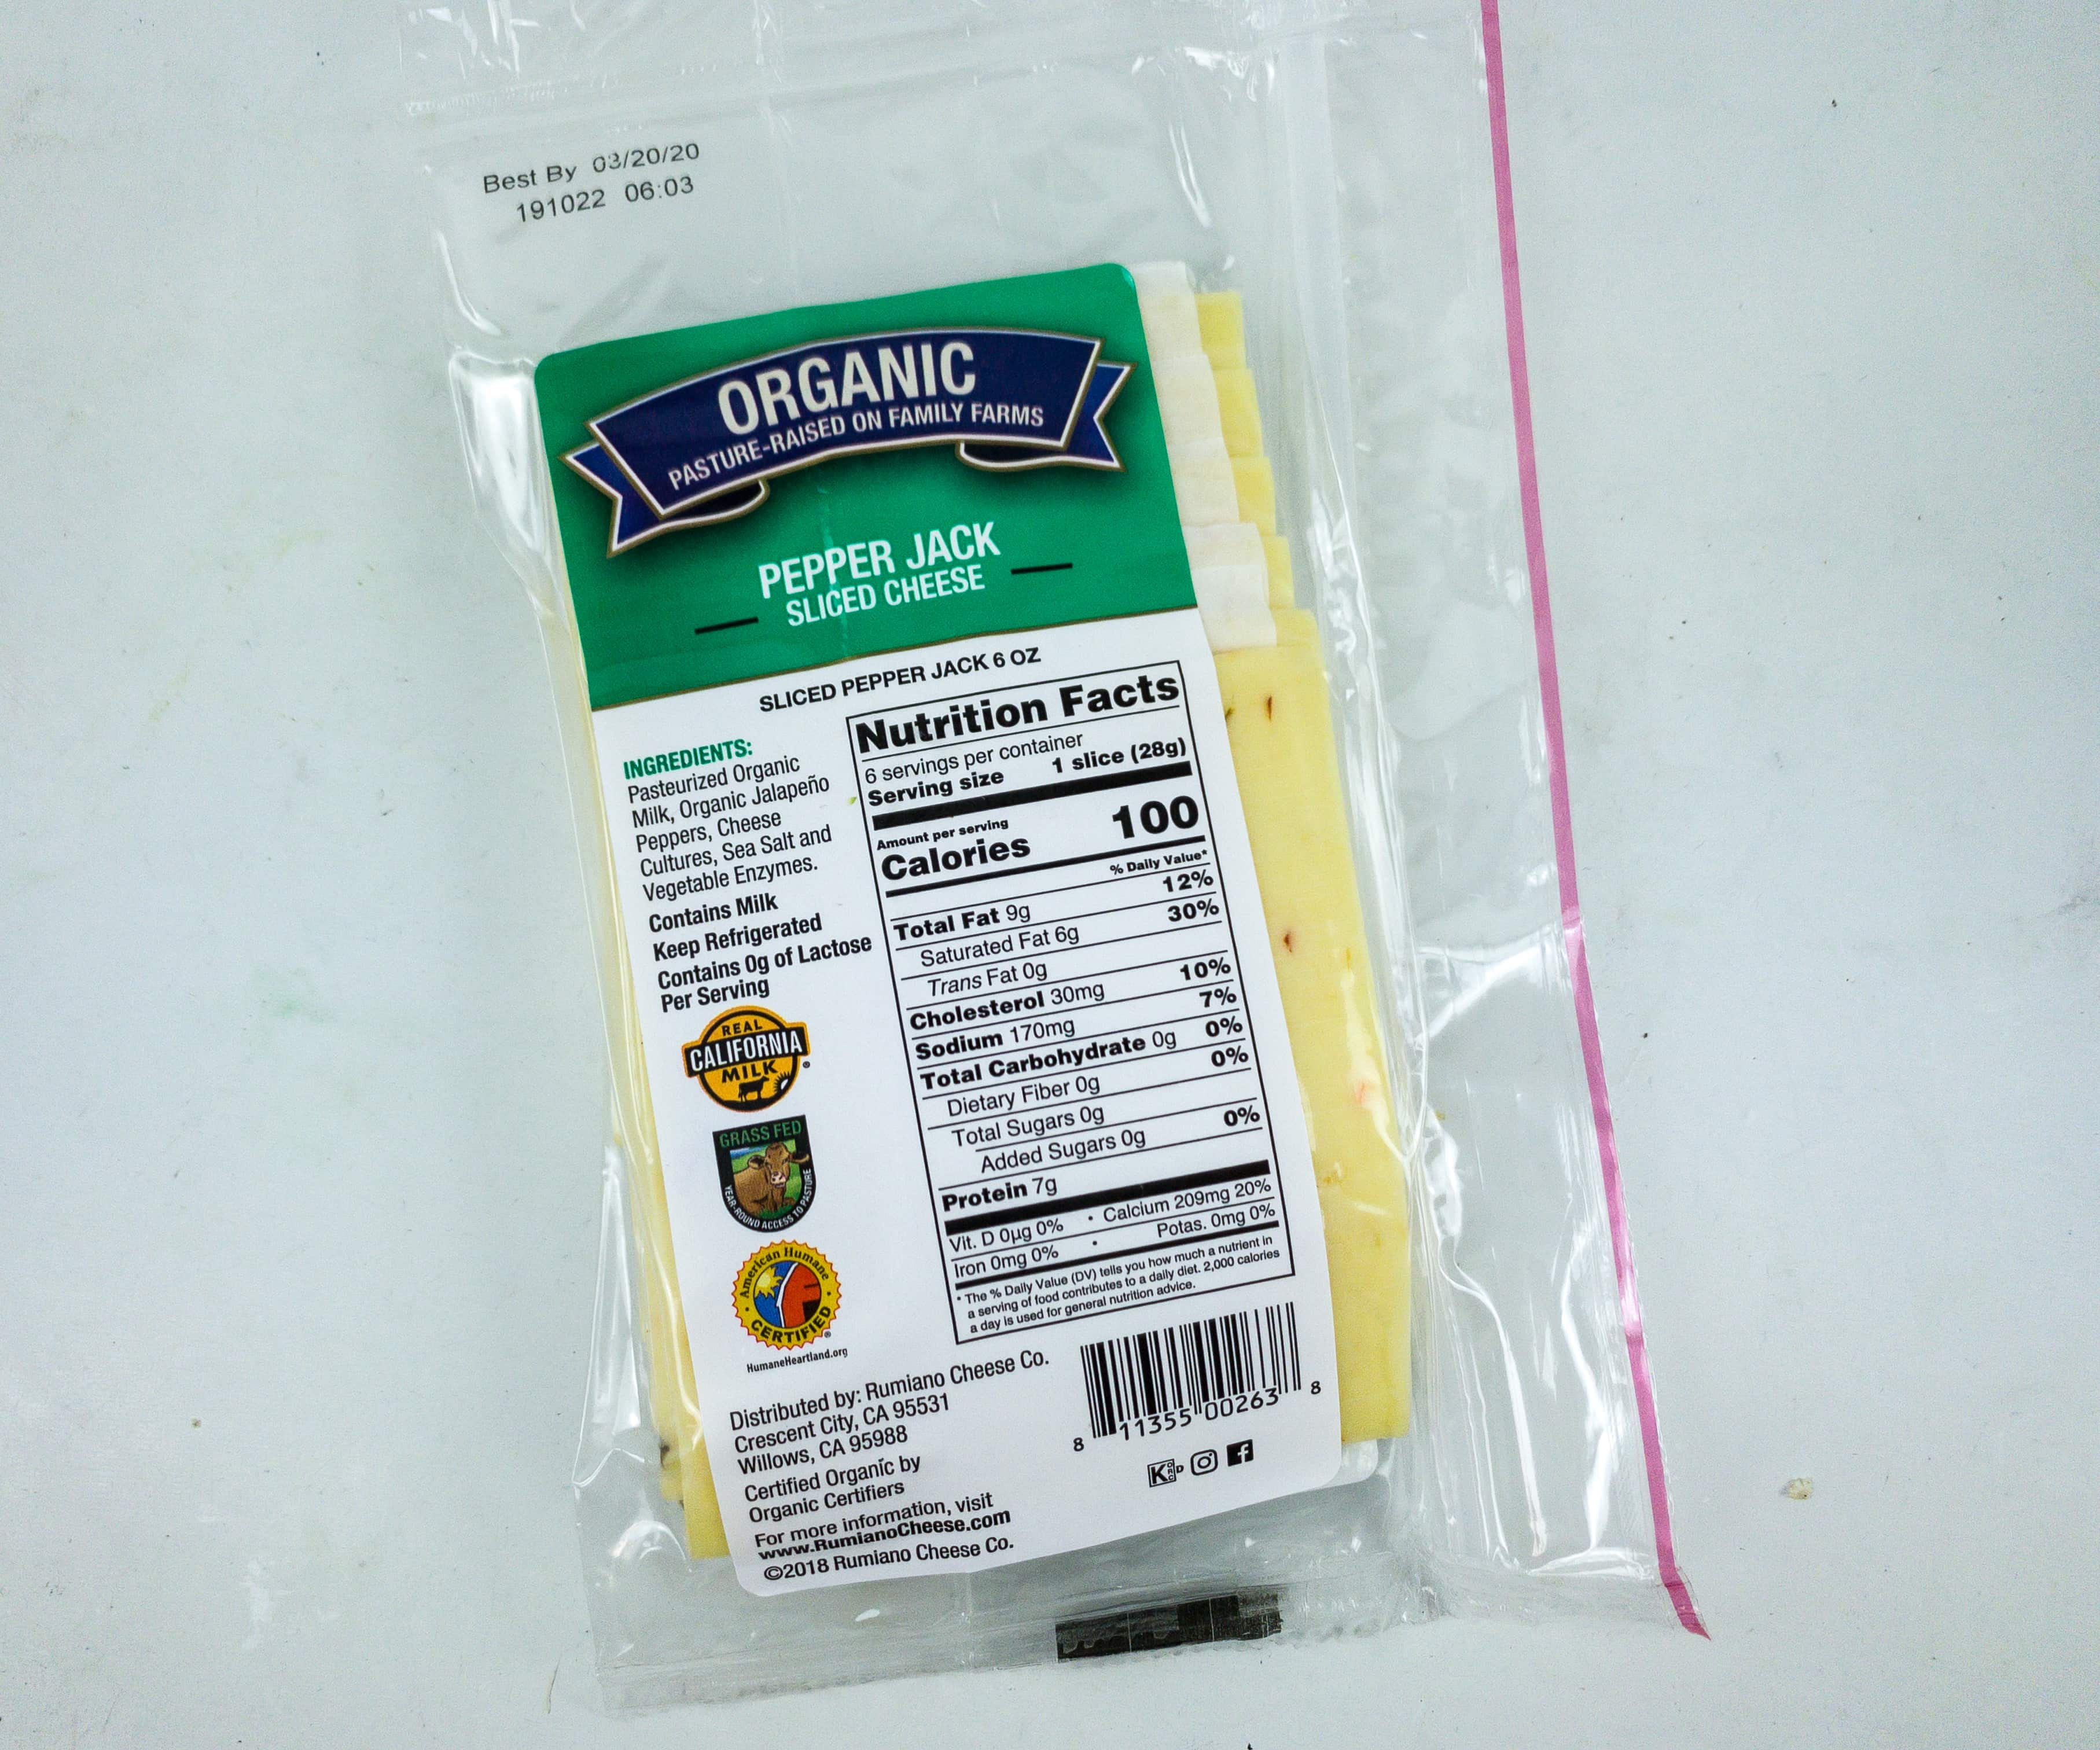 Best By 03/20/20
191022 06:03
ORGANIC
PASTURE-RAISED ON FAMILY FARMS
PEPPER JACK
SLICED CHEESE
SLICED PEPPER JACK 6 OZ
INGREDIENTS:
Pasteurized Organic
Milk, Organic Jalapeño
Peppers, Cheese
Cultures, Sea Salt and
Vegetable Enzymes.
Contains Milk
Keep Refrigerated
Contains 0g of Lactose
Per Serving
REAL
CALIFORNIA
MILK
GRASS FED
YEAR-ROUND ACCESS TO PASTURE
American Humane
CERTIFIED
HumaneHeartland.org
Nutrition Facts
6 servings per container
Serving size 1 slice (28g)
Amount per serving
Calories 100
% Daily Value*
Total Fat 9g 12%
Saturated Fat 6g 30%
Trans Fat 0g
Cholesterol 30mg 10%
Sodium 170mg 7%
Total Carbohydrate 0g 0%
Dietary Fiber 0g 0%
Total Sugars 0g
Added Sugars 0g 0%
Protein 7g
Vit. D 0µg 0% • Calcium 209mg 20%
Iron 0mg 0% • Potas. 0mg 0%
* The % Daily Value (DV) tells you how much a nutrient in
a serving of food contributes to a daily diet. 2,000 calories
a day is used for general nutrition advice.
Distributed by: Rumiano Cheese Co.
Crescent City, CA 95531
Willows, CA 95988
Certified Organic by
Organic Certifiers
For more information, visit
www.RumianoCheese.com
©2018 Rumiano Cheese Co.
8 11355 00263 8
K ORC D